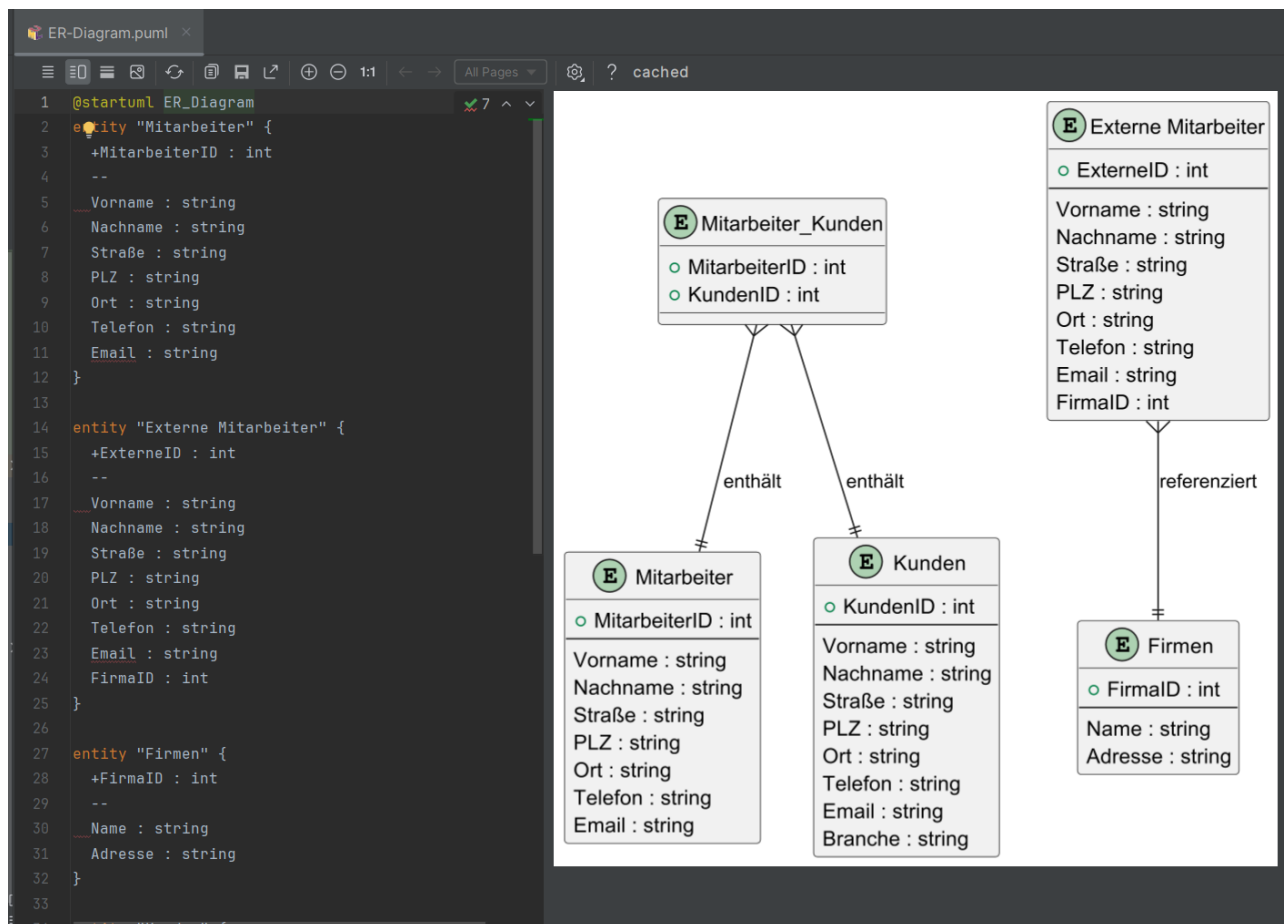 ER-Diagram.puml
1:1
All Pages
? cached
7
1 @startuml ER_Diagram
2 entity "Mitarbeiter" {
3 +MitarbeiterID : int
4 --
5 Vorname : string
6 Nachname : string
7 Straße : string
8 PLZ : string
9 Ort : string
10 Telefon : string
11 Email : string
12 }
13
14 entity "Externe Mitarbeiter" {
15 +ExterneID : int
16 --
17 Vorname : string
18 Nachname : string
19 Straße : string
20 PLZ : string
21 Ort : string
22 Telefon : string
23 Email : string
24 FirmaID : int
25 }
26
27 entity "Firmen" {
28 +FirmaID : int
29 --
30 Name : string
31 Adresse : string
32 }
33
E Mitarbeiter_Kunden
MitarbeiterID : int
KundenID : int
E Externe Mitarbeiter
ExterneID : int
Vorname : string
Nachname : string
Straße : string
PLZ : string
Ort : string
Telefon : string
Email : string
FirmaID : int
enthält
enthält
referenziert
E Mitarbeiter
MitarbeiterID : int
Vorname : string
Nachname : string
Straße : string
PLZ : string
Ort : string
Telefon : string
Email : string
E Kunden
KundenID : int
Vorname : string
Nachname : string
Straße : string
PLZ : string
Ort : string
Telefon : string
Email : string
Branche : string
E Firmen
FirmaID : int
Name : string
Adresse : string